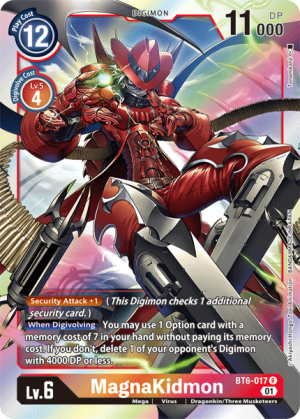 Play Cost
12
DIGIMON
11000
DP
Digivolve Cost
Lv.5
4
Security Attack +1 (This Digimon checks 1 additional
security card.)
When Digivolving You may use 1 Option card with a
memory cost of 7 in your hand without paying its memory
cost. If you don't, delete 1 of your opponent's Digimon
with 4000 DP or less.
Lv.6
MagnaKidmon
BT6-017 R
01
Mega | Virus | Dragonkin/Three Musketeers